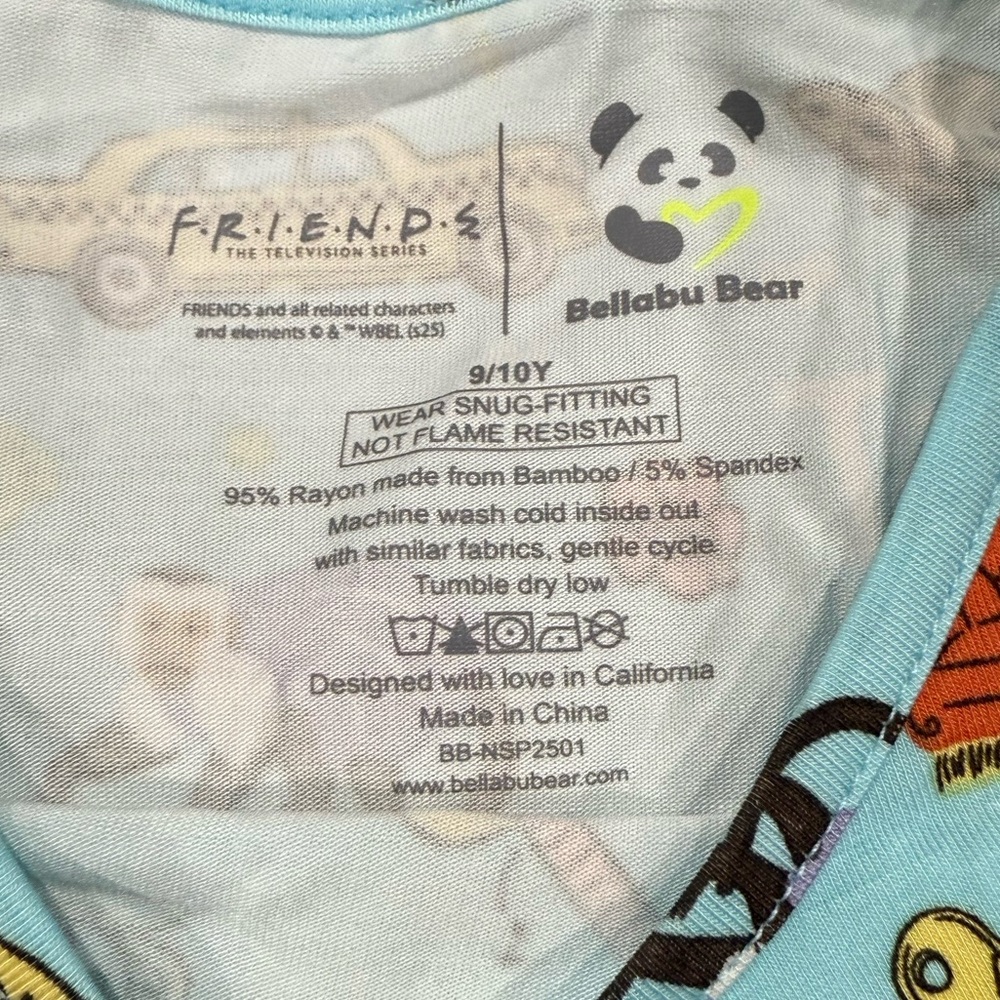 F·R·I·E·N·D·S
THE TELEVISION SERIES
FRIENDS and all related characters
and elements © & ™ WBEI. (s25)
Bellabu Bear
9/10Y
WEAR SNUG-FITTING
NOT FLAME RESISTANT
95% Rayon made from Bamboo / 5% Spandex
Machine wash cold inside out
with similar fabrics, gentle cycle.
Tumble dry low
Designed with love in California
Made in China
BB-NSP2501
www.bellabubear.com